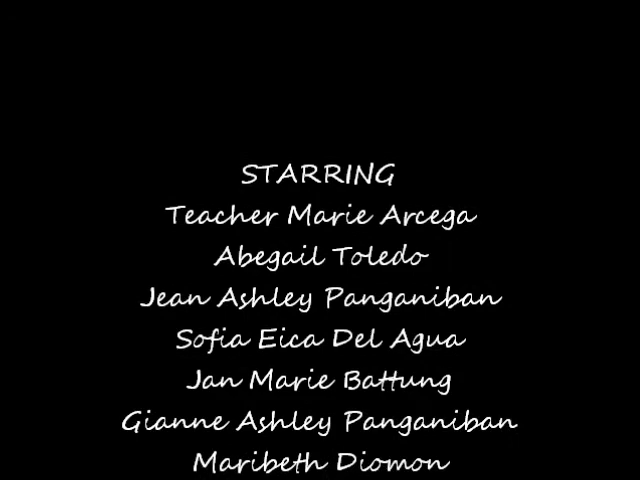 STARRING
Teacher Marie Arcega
Abegail Toledo
Jean Ashley Panganiban
Sofia Eica Del Agua
Jan Marie Battung
Gianne Ashley Panganiban
Maribeth Diomon